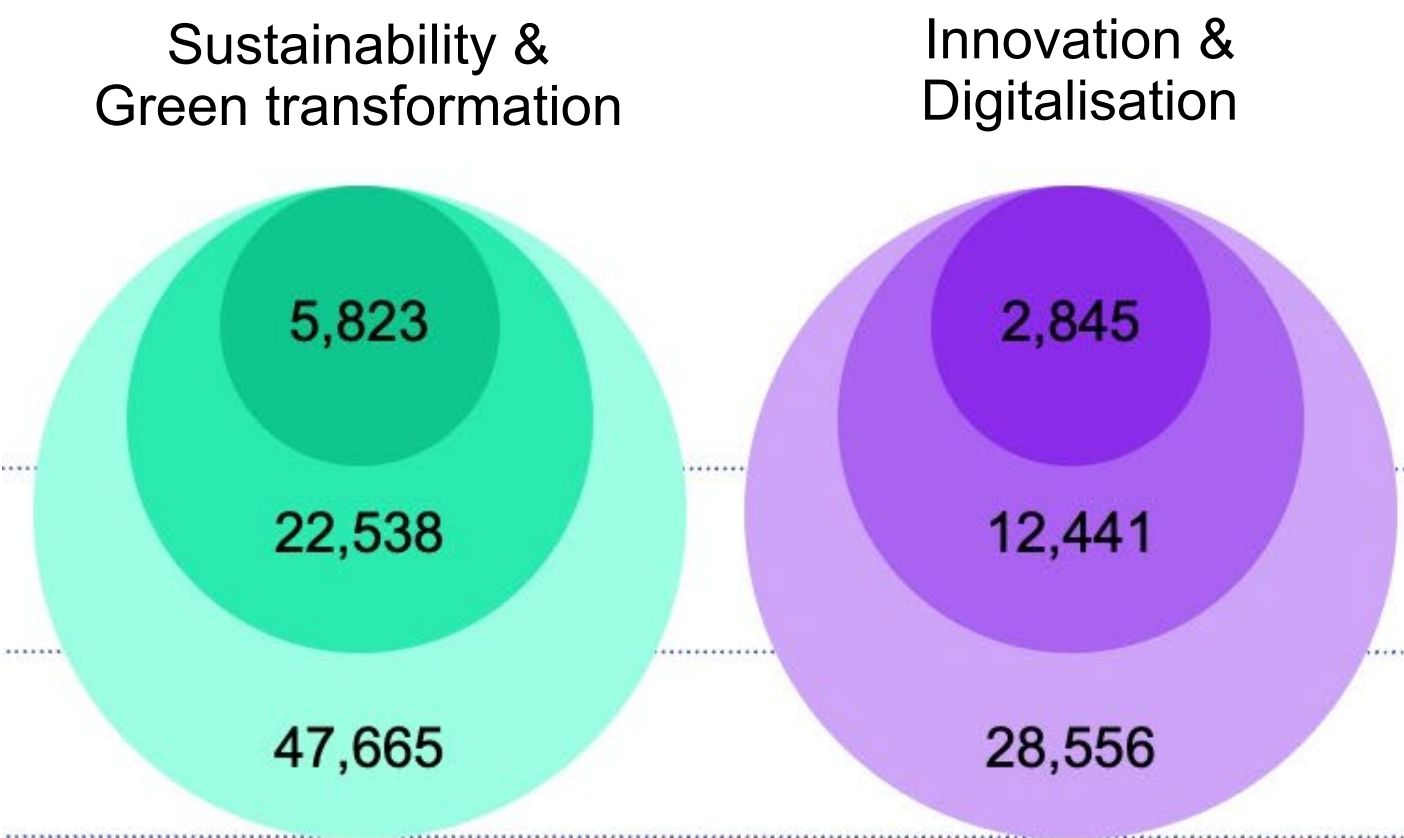 Sustainability &
Green transformation
5,823
22,538
47,665
Innovation &
Digitalisation
2,845
12,441
28,556